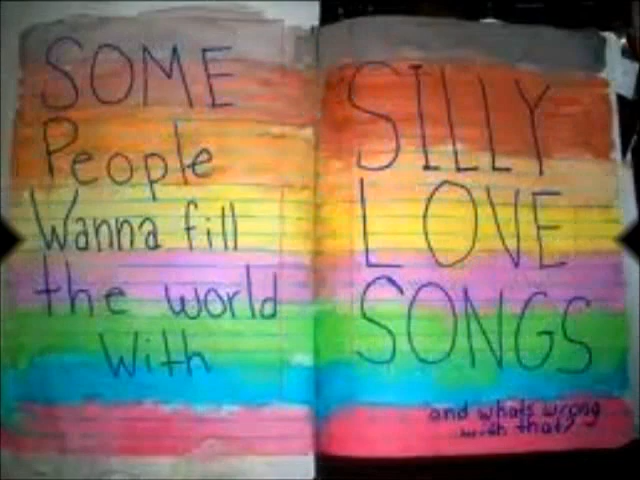 SOME
People
Wanna fill
the world
With
SILLY
LOVE
SONGS
and whats wrong
with that?